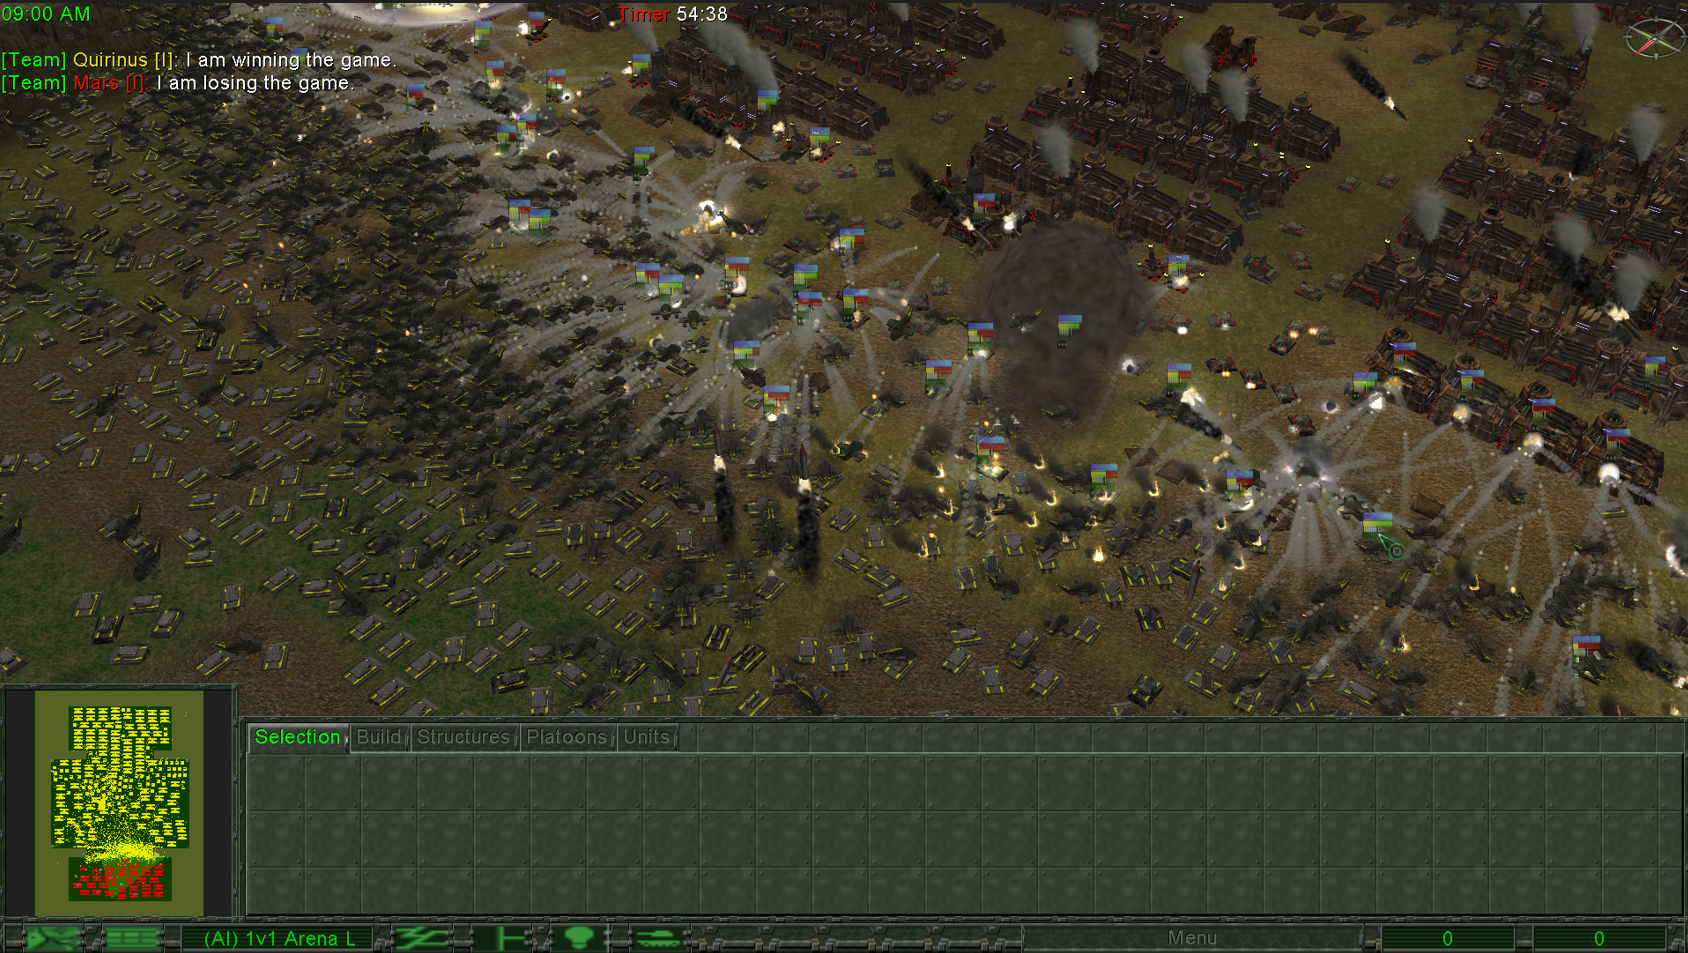 09:00 AM
Timer 54:38
[Team] Quirinus [I]: I am winning the game.
[Team] Mars [I]: I am losing the game.
Selection
Build
Structures
Platoons
Units
(AI) 1v1 Arena L
Menu
0
0